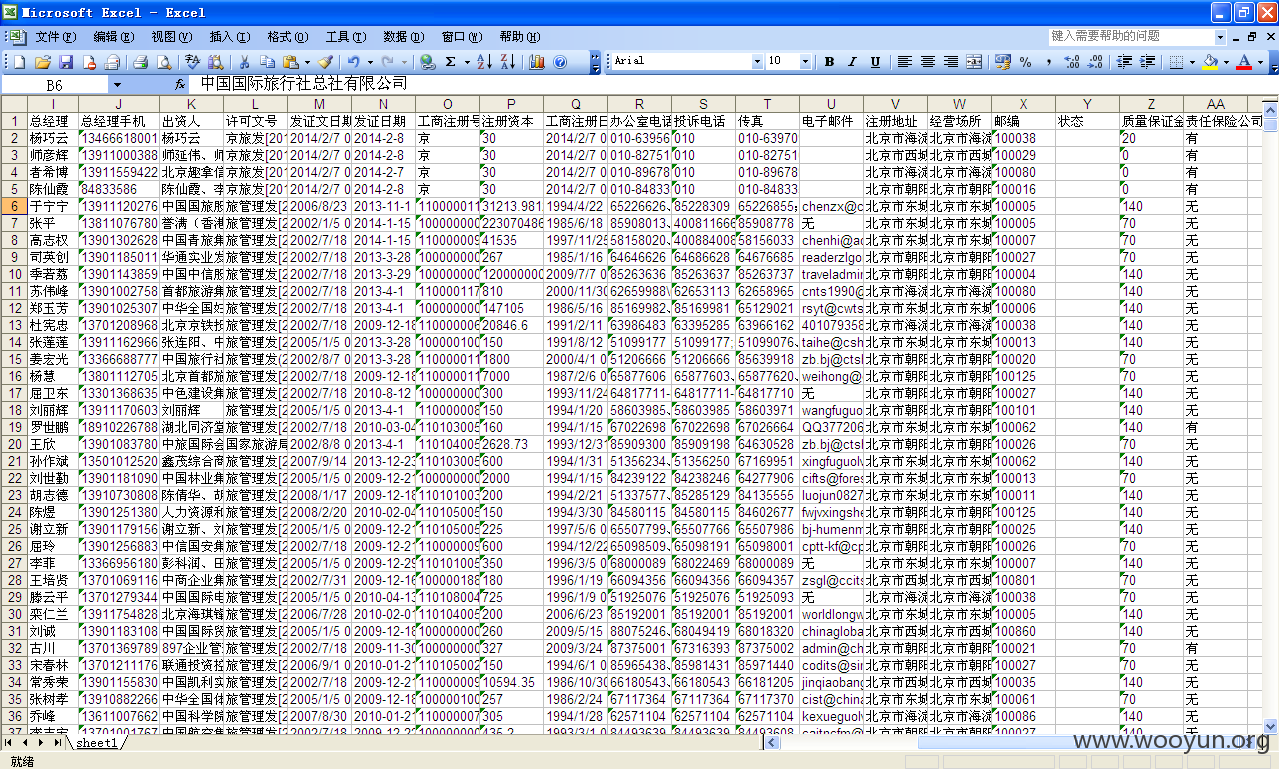 Microsoft Excel - Excel
文件(F) 编辑(E) 视图(V) 插入(I) 格式(O) 工具(T) 数据(D) 窗口(W) 帮助(H) 键入需要帮助的问题
Arial 10 B I U
B6 fx 中国国际旅行社总社有限公司
I J K L M N O P Q R S T U V W X Y Z AA
1 总经理 总经理手机 出资人 许可文号 发证文日期 发证日期 工商注册号 注册资本 工商注册日 办公室电话 投诉电话 传真 电子邮件 注册地址 经营场所 邮编 状态 质量保证金 责任保险公司
2 杨巧云 13466618001 杨巧云 京旅发[20 2014/2/7 0 2014-2-8 京 30 2014/2/7 0 010-63956 010 010-63970 北京市海淀 北京市海淀 100038 20 有
3 师彦辉 13911000388 师延伟、师 京旅发[20 2014/2/7 0 2014-2-8 京 30 2014/2/7 0 010-82751 010 010-82751 北京市西城 北京市西城 100029 0 有
4 者希博 13911559422 北京趣拿信 京旅发[20 2014/2/7 0 2014-2-7 京 30 2014/2/7 0 010-89678 010 010-89678 北京市海淀 北京市海淀 100080 0 有
5 陈仙霞 84833586 陈仙霞、李 京旅发[20 2014/2/7 0 2014-2-8 京 30 2014/2/7 0 010-84833 010 010-84833 北京市朝阳 北京市朝阳 100016 0 有
6 于宁宁 13911120276 中国国旅股 旅管理发[2 2006/8/23 2013-11-1 110000011 31213.981 1994/4/22 65226626、 85228309 65226855; chenzx@c 北京市东城 北京市东城 100005 140 无
7 张平 13811076780 誉满（香港 旅管理发[2 2002/1/5 0 2014-1-15 100000000 223070486 1985/6/18 85908013、 400811666 85908778 无 北京市东城 北京市东城 100005 70 无
8 高志权 13901302628 中国青旅集 旅管理发[2 2002/7/18 2014-1-15 110000009 41535 1997/11/25 58158020、 400884008 58156033 chenhi@ac 北京市东城 北京市东城 100007 70 无
9 司英创 13901185011 华通实业发 旅管理发[2 2002/7/18 2013-3-28 100000000 267 1985/1/16 64646626 64686628 64676685 readerzlgo 北京市朝阳 北京市朝阳 100027 70 无
10 季若荔 13901143859 中国中信股 旅管理发[2 2002/7/18 2013-3-29 100000000 120000000 2009/7/7 0 85263636 85263637 85263737 traveladmir 北京市朝阳 北京市朝阳 100004 140 无
11 苏伟峰 13901002758 首都旅游集 旅管理发[2 2002/7/18 2013-4-1 110000117 810 2000/11/30 62659988 62653113 62658965 cnts1990@ 北京市海淀 北京市海淀 100080 140 无
12 郑玉芳 13901025307 中华全国妇 旅管理发[2 2002/7/18 2013-4-1 100000000 147105 1986/5/16 85169982、 85169981 65129021 rsyt@cwts 北京市东城 北京市东城 100006 140 无
13 杜宪忠 13701208968 北京京铁投 旅管理发[2 2002/7/18 2009-12-18 110000006 20846.6 1991/2/11 63986483 63395285 63966162 401079358 北京市海淀 北京市海淀 100038 140 无
14 张莲莲 13911162966 张连阳、中 旅管理发[2 2005/1/5 0 2013-3-28 100000100 150 1991/8/12 51099177 51099177; 51099076、 taihe@csh 北京市朝阳 北京市朝阳 100013 140 无
15 姜宏光 13366688777 中国旅行社 旅管理发[2 2002/8/7 0 2013-3-28 110000011 1800 2000/4/1 0 51206666 51206666 85639918 zb.bj@ctsl 北京市朝阳 北京市朝阳 100020 70 无
16 杨慧 13801112705 北京首都旅 旅管理发[2 2002/7/18 2009-12-18 110000011 7000 1987/2/6 0 65877606 65877603、 65877620、 weihong@ 北京市朝阳 北京市朝阳 100125 70 无
17 屈卫东 13301368635 中色建设集 旅管理发[2 2002/7/18 2010-8-12 100000000 300 1993/11/24 64817711- 64817711- 64817710 无 北京市朝阳 北京市朝阳 100027 140 无
18 刘丽辉 13911170603 刘丽辉 旅管理发[2 2005/1/5 0 2013-4-1 110000008 150 1994/1/20 58603985、 58603985 58603971 wangfuguo 北京市朝阳 北京市朝阳 100101 140 无
19 罗世鹏 18910226788 湖北同济堂 旅管理发[2 2002/7/18 2010-03-04 110000003 160 1994/1/15 67022698 67022698 67026664 QQ377206 北京市东城 北京市东城 100062 140 有
20 王欣 13901083780 中旅国际会 国家旅游局 2002/8/8 0 2013-4-1 110104005 2628.73 1993/12/31 85909300 85909198 64630528 zb.bj@ctsl 北京市朝阳 北京市朝阳 100026 70 无
21 孙作斌 13501012520 鑫茂综合商 旅管理发[2 2007/9/14 2013-12-23 110103005 600 1994/1/31 51356234、 51356250 67169951 xingfuguolv 北京市东城 北京市东城 100062 140 无
22 刘世勤 13901181090 中国林业集 旅管理发[2 2002/7/18 2009-12-2 100000000 2000 1994/1/15 84239122 84238246 64277906 cifts@fores 北京市东城 北京市东城 100013 70 无
23 胡志德 13910730808 陈倩华、胡 旅管理发[2 2008/1/17 2009-12-18 110101003 200 1994/2/21 51337577、 85285129 84135555 luojun0827 北京市东城 北京市东城 100011 140 无
24 陈煜 13901251380 人力资源和 旅管理发[2 2008/2/20 2010-02-04 110105005 150 1994/3/30 84580115 84580115 84602677 fwjvxingshe 北京市朝阳 北京市朝阳 100125 140 无
25 谢立新 13901179156 谢立新、刘 旅管理发[2 2005/1/5 0 2009-12-2 110105005 225 1997/5/6 0 65507799、 65507766 65507986 bj-humenm 北京市朝阳 北京市朝阳 100025 140 无
26 屈玲 13901256883 中信国安集 旅管理发[2 2002/7/18 2009-12-2 110000009 600 1994/12/22 65098509、 65098191 65098001 cptt-kf@cp 北京市朝阳 北京市朝阳 100026 70 无
27 李菲 13366956180 彭科润、田 旅管理发[2 2005/1/5 0 2009-12-29 110101005 350 1996/3/5 0 68000089 68022469 68000089 无 北京市东城 北京市朝阳 100007 140 无
28 王培贤 13701069116 中商企业集 旅管理发[2 2002/7/31 2009-12-16 100000188 180 1996/1/19 66094356 66094356 66094357 zsgl@ccits 北京市西城 北京市西城 100801 70 无
29 滕云平 13701279344 中国国际电 旅管理发[2 2005/1/5 0 2010-04-13 110108004 725 1996/1/9 0 51925076 51925076 51925093 无 北京市海淀 北京市海淀 100038 70 无
30 栾仁兰 13911754828 北京海琪锋 旅管理发[2 2006/7/28 2010-02-0 110104005 200 2006/6/23 85192001 85192001 85192001 worldlongw 北京市东城 北京市东城 100005 140 无
31 刘诚 13901183108 中国国际贸 旅管理发[2 2005/1/5 0 2009-12-18 100000000 260 2009/5/15 88075246、 68049419 68018320 chinagloba 北京市西城 北京市西城 100860 140 无
32 古川 13701369789 897企业管 旅管理发[2 2002/7/18 2009-11-30 100000000 327 2009/3/24 87375001 67316393 87375002 admin@ch 北京市朝阳 北京市朝阳 100021 70 有
33 宋春林 13701211176 联通投资控 旅管理发[2 2006/9/1 0 2010-01-2 110105002 150 1994/6/1 0 85965438、 85981431 85971440 codits@sin 北京市朝阳 北京市朝阳 100027 70 无
34 常秀荣 13901155830 中国凯利实 旅管理发[2 2002/7/18 2009-12-2 100000009 10594.35 1986/10/30 66180543、 66180543 66181205 jinqiaobang 北京市西城 北京市西城 100035 140 无
35 张树孝 13910882266 中华全国体 旅管理发[2 2005/1/5 0 2009-12-18 100000100 257 1986/2/24 67117364 67117364 67117370 cist@china 北京市东城 北京市东城 100061 70 无
36 乔峰 13611007662 中国科学院 旅管理发[2 2007/8/30 2010-01-2 110000007 305 1994/1/28 62571104 62571104 62571104 kexueguolv 北京市海淀 北京市海淀 100086 140 无
sheet1
www.wooyun.org
就绪